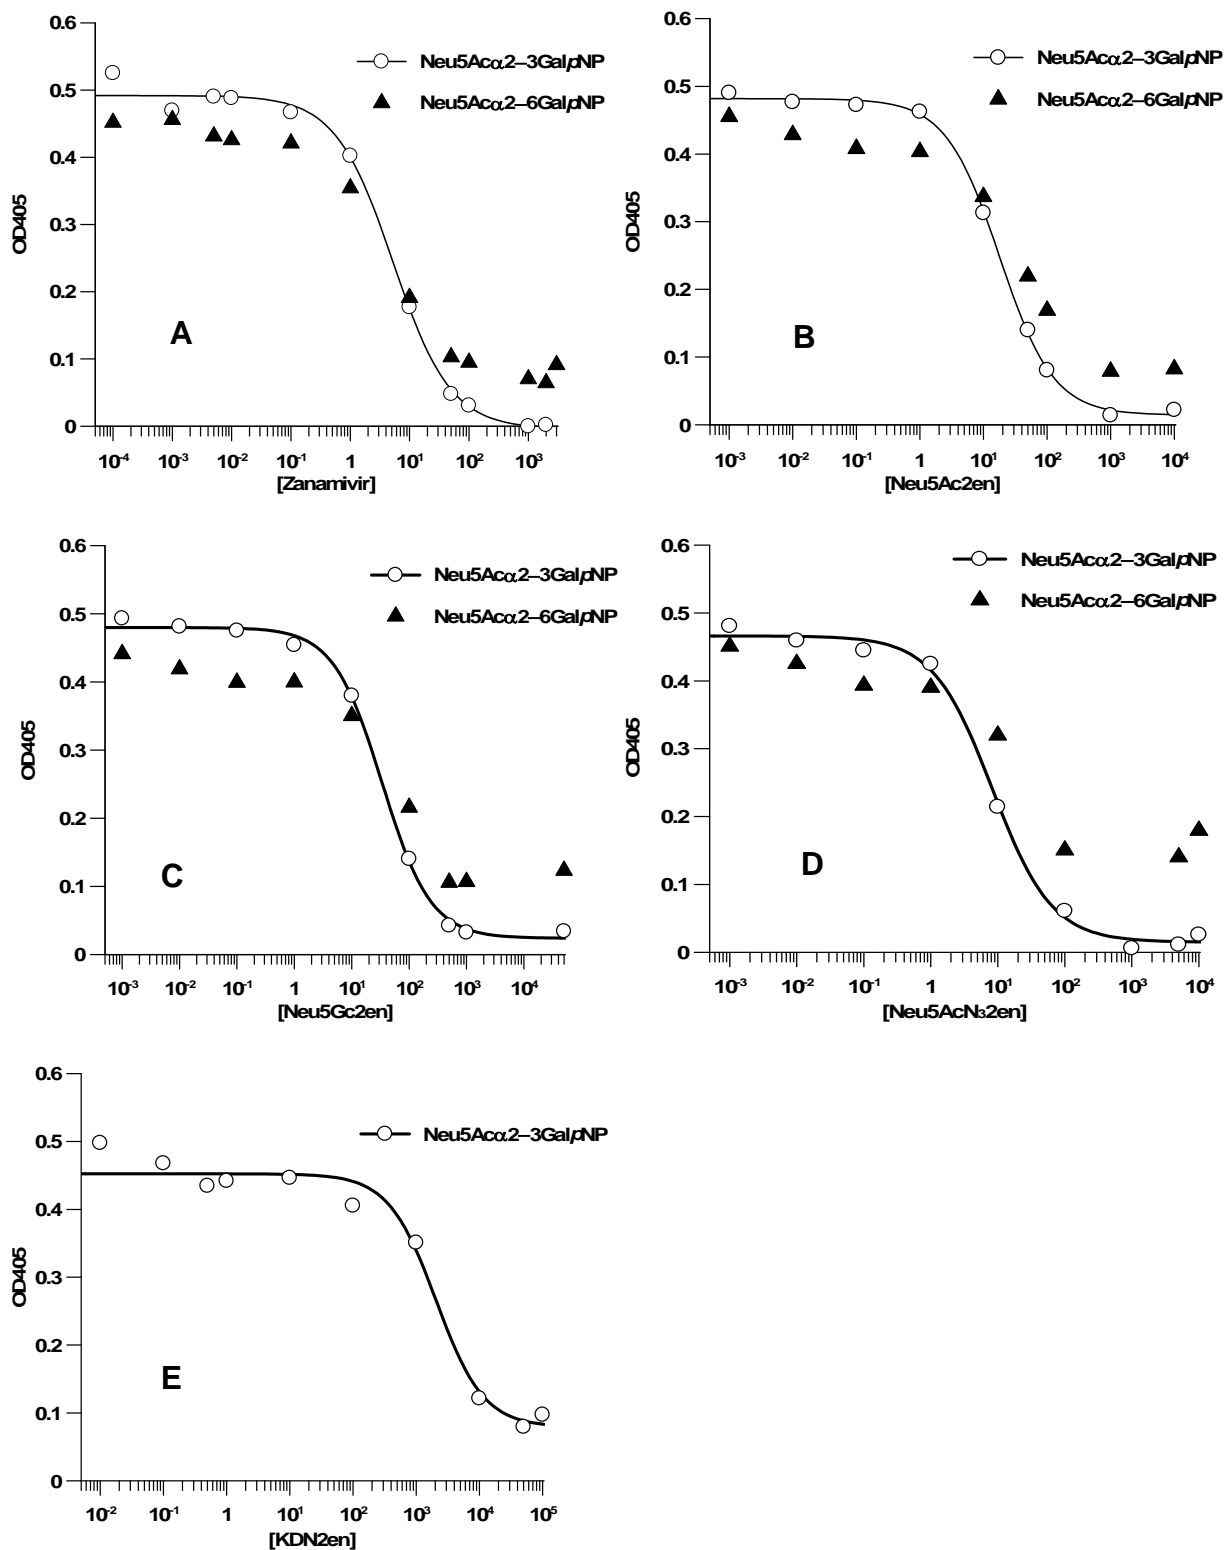 0.6
0.5
0.4
0.3
0.2
0.1
0
OD405
Neu5Acα2–3GalpNP
Neu5Acα2–6GalpNP
A
10⁻⁴ 10⁻³ 10⁻² 10⁻¹ 1 10¹ 10² 10³
[Zanamivir]
0.6
0.5
0.4
0.3
0.2
0.1
0
OD405
Neu5Acα2–3GalpNP
Neu5Acα2–6GalpNP
B
10⁻³ 10⁻² 10⁻¹ 1 10¹ 10² 10³ 10⁴
[Neu5Ac2en]
0.6
0.5
0.4
0.3
0.2
0.1
0
OD405
Neu5Acα2–3GalpNP
Neu5Acα2–6GalpNP
C
10⁻³ 10⁻² 10⁻¹ 1 10¹ 10² 10³ 10⁴
[Neu5Gc2en]
0.6
0.5
0.4
0.3
0.2
0.1
0
OD405
Neu5Acα2–3GalpNP
Neu5Acα2–6GalpNP
D
10⁻³ 10⁻² 10⁻¹ 1 10¹ 10² 10³ 10⁴
[Neu5AcN₃2en]
0.6
0.5
0.4
0.3
0.2
0.1
0
OD405
Neu5Acα2–3GalpNP
E
10⁻² 10⁻¹ 1 10¹ 10² 10³ 10⁴ 10⁵
[KDN2en]